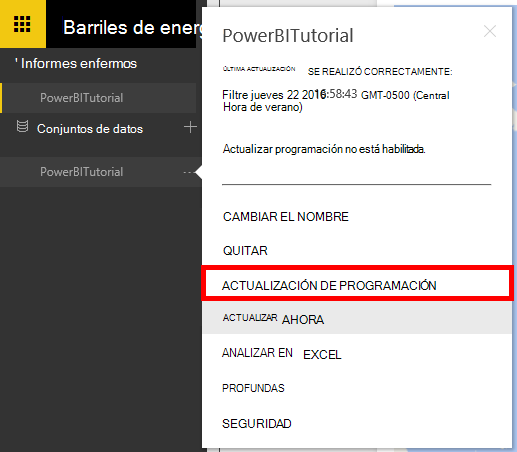 Barriles de energ
PowerBITutorial
' Informes enfermos
ÚLTIMA ACTUALIZACIÓN SE REALIZÓ CORRECTAMENTE:
PowerBITutorial
Filtre jueves 22 2016 16:58:43 GMT-0500 (Central
Hora de verano)
Conjuntos de datos
Actualizar programación no está habilitada.
PowerBITutorial
CAMBIAR EL NOMBRE
QUITAR
ACTUALIZACIÓN DE PROGRAMACIÓN
ACTUALIZAR AHORA
ANALIZAR EN EXCEL
PROFUNDAS
SEGURIDAD